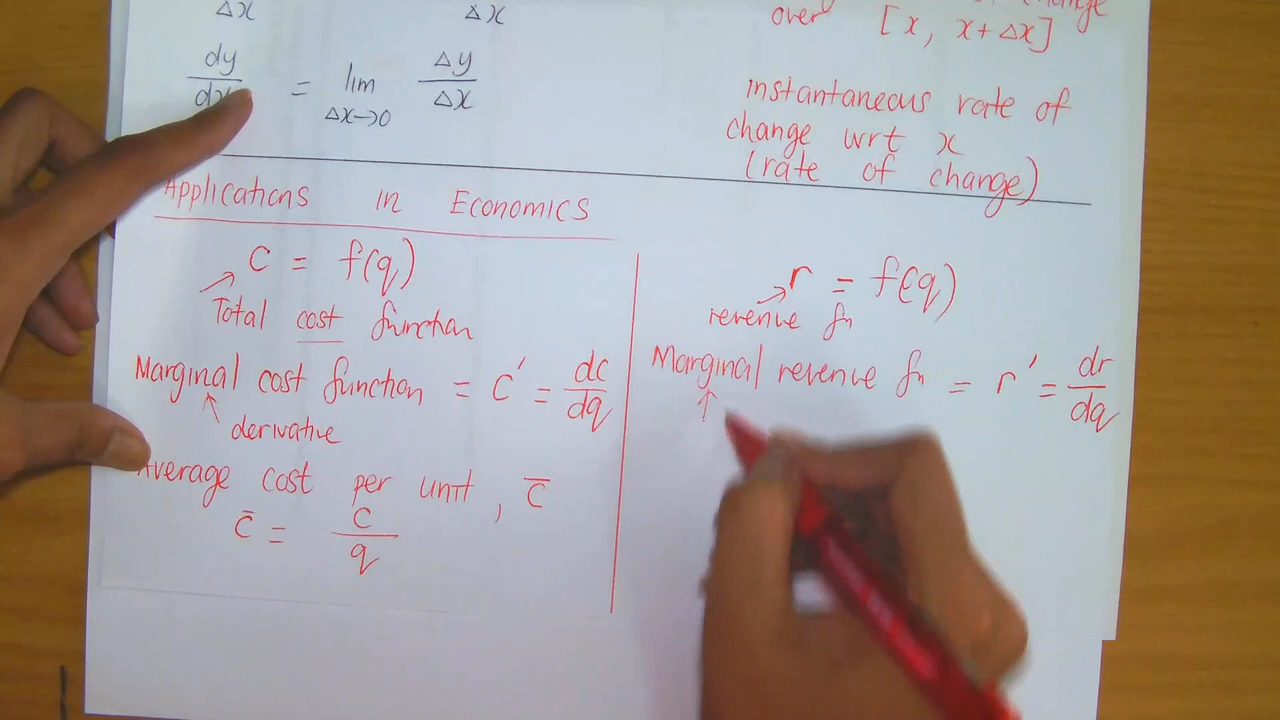 Δx Δx
over [x, x+Δx]
dy/dx = lim Δx→0 Δy/Δx
instantaneous rate of
change wrt x
(rate of change)
Applications in Economics
c = f(q)
Total cost function
Marginal cost function = c' = dc/dq
derivative
Average cost per unit, c̄
c̄ = c/q
r = f(q)
revenue fn
Marginal revenue fn = r' = dr/dq